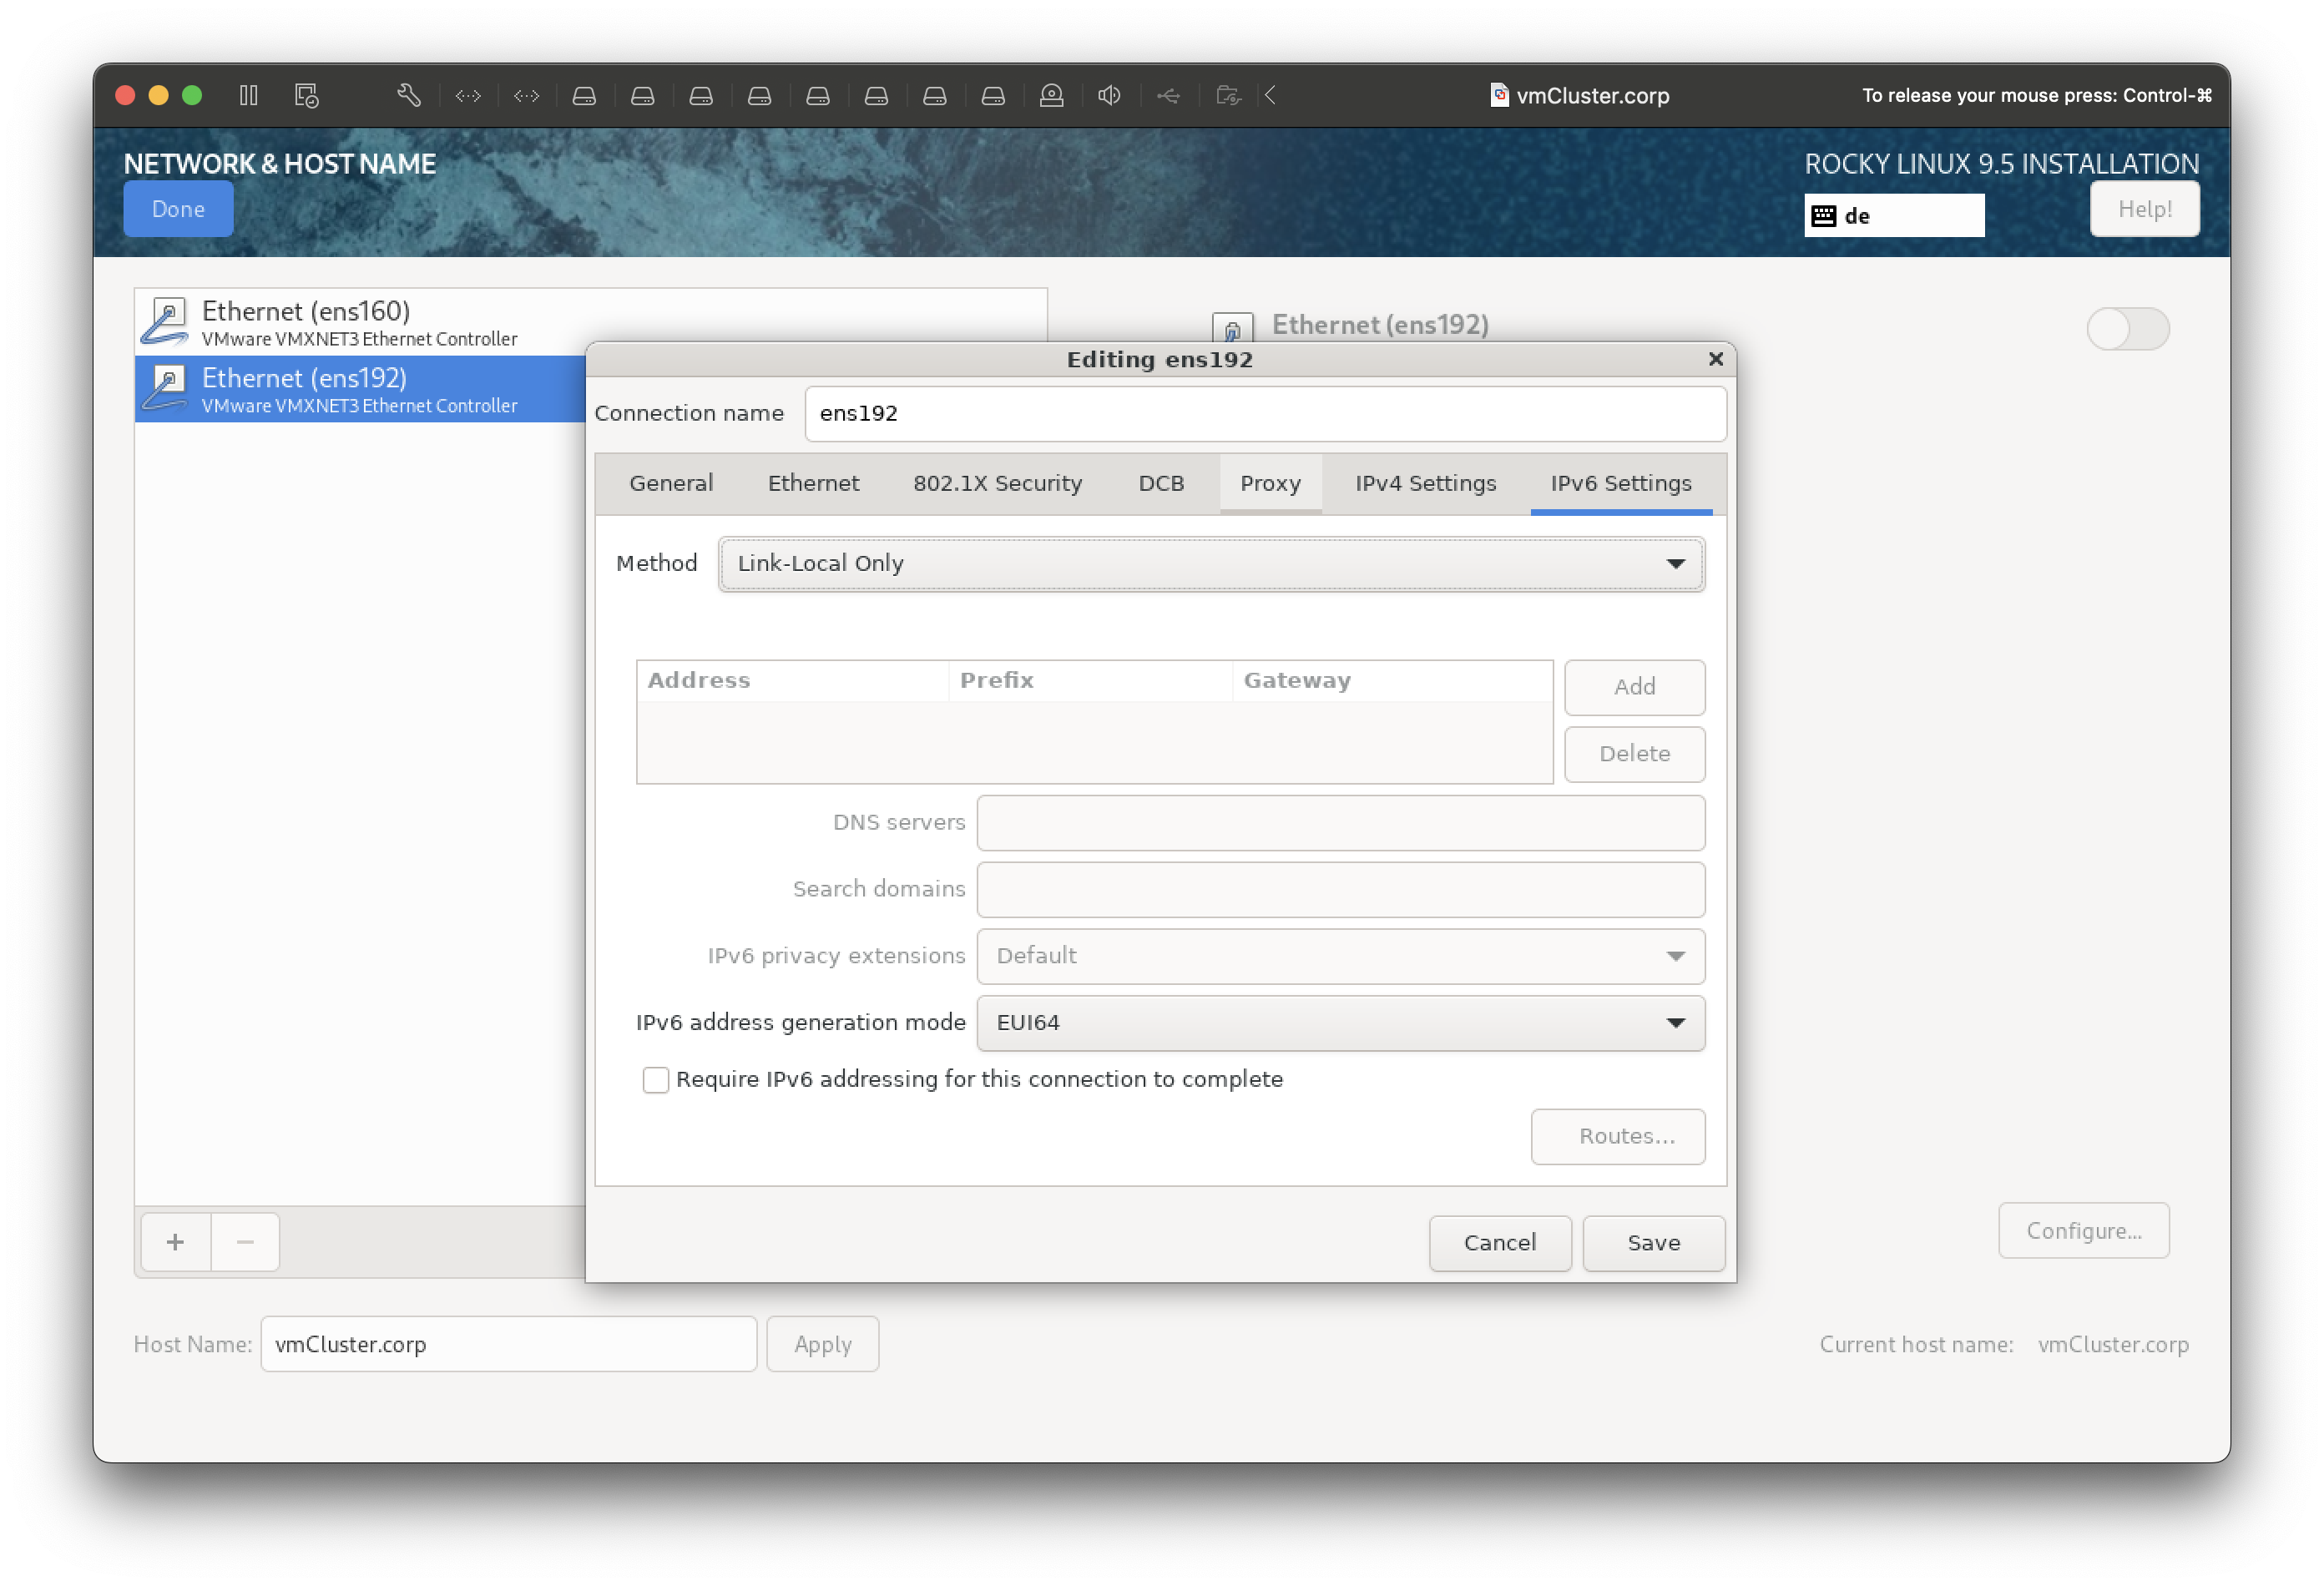 vmCluster.corp
To release your mouse press: Control-⌘
NETWORK & HOST NAME
ROCKY LINUX 9.5 INSTALLATION
Done
de
Help!
Ethernet (ens160)
VMware VMXNET3 Ethernet Controller
Ethernet (ens192)
VMware VMXNET3 Ethernet Controller
Ethernet (ens192)
Editing ens192
Connection name ens192
General Ethernet 802.1X Security DCB Proxy IPv4 Settings IPv6 Settings
Method Link-Local Only
Address Prefix Gateway
Add
Delete
DNS servers
Search domains
IPv6 privacy extensions Default
IPv6 address generation mode EUI64
Require IPv6 addressing for this connection to complete
Routes...
Cancel Save
Configure...
Host Name: vmCluster.corp Apply
Current host name: vmCluster.corp